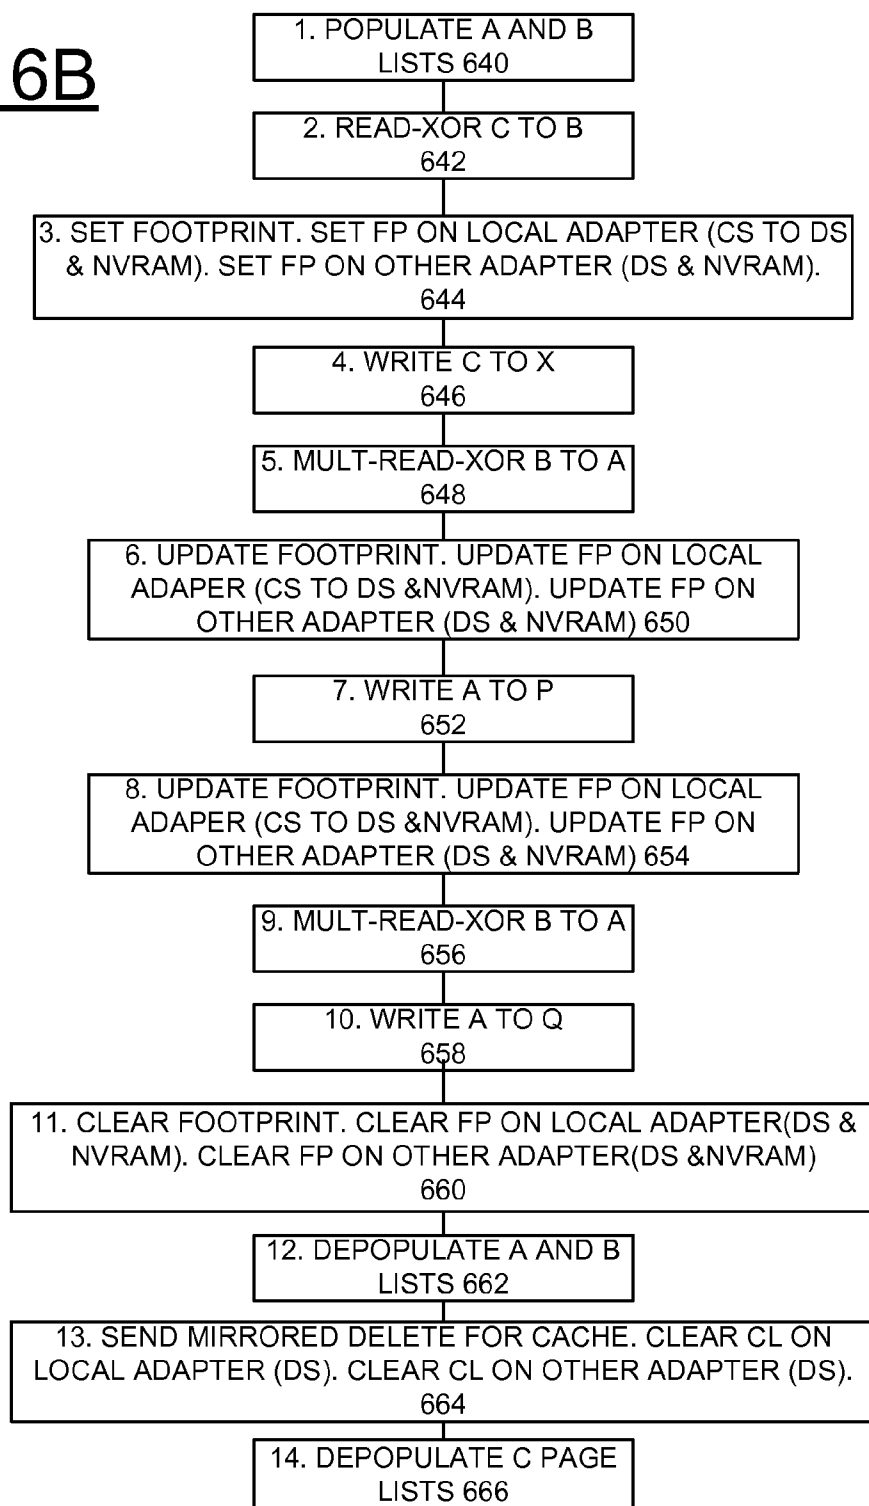 6B
1. POPULATE A AND B
LISTS 640
2. READ-XOR C TO B
642
3. SET FOOTPRINT. SET FP ON LOCAL ADAPTER (CS TO DS
& NVRAM). SET FP ON OTHER ADAPTER (DS & NVRAM).
644
4. WRITE C TO X
646
5. MULT-READ-XOR B TO A
648
6. UPDATE FOOTPRINT. UPDATE FP ON LOCAL
ADAPER (CS TO DS &NVRAM). UPDATE FP ON
OTHER ADAPTER (DS & NVRAM) 650
7. WRITE A TO P
652
8. UPDATE FOOTPRINT. UPDATE FP ON LOCAL
ADAPER (CS TO DS &NVRAM). UPDATE FP ON
OTHER ADAPTER (DS & NVRAM) 654
9. MULT-READ-XOR B TO A
656
10. WRITE A TO Q
658
11. CLEAR FOOTPRINT. CLEAR FP ON LOCAL ADAPTER(DS &
NVRAM). CLEAR FP ON OTHER ADAPTER(DS &NVRAM)
660
12. DEPOPULATE A AND B
LISTS 662
13. SEND MIRRORED DELETE FOR CACHE. CLEAR CL ON
LOCAL ADAPTER (DS). CLEAR CL ON OTHER ADAPTER (DS).
664
14. DEPOPULATE C PAGE
LISTS 666